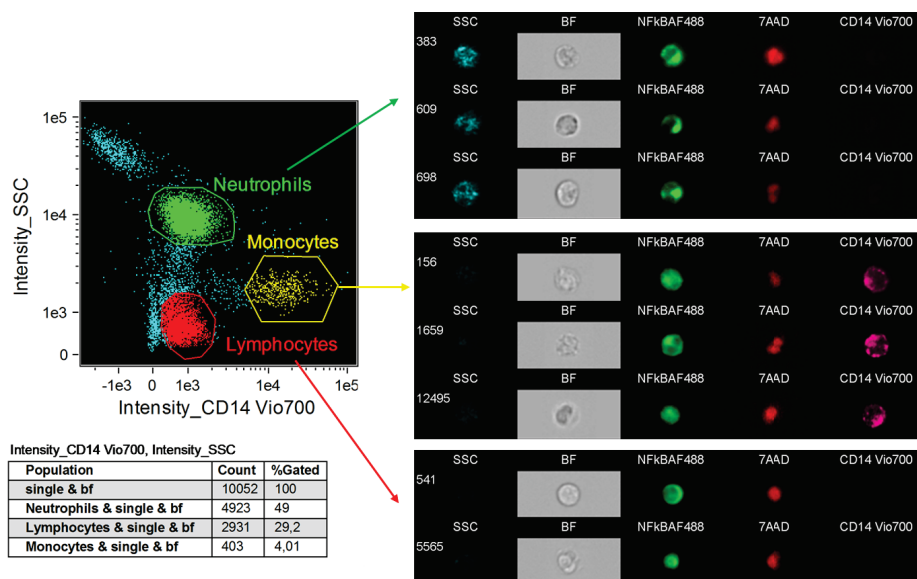 1e5
1e4
1e3
0
Intensity_SSC
Neutrophils
Monocytes
Lymphocytes
-1e3 0 1e3 1e4 1e5
Intensity_CD14 Vio700
Intensity_CD14 Vio700, Intensity_SSC
Population Count %Gated
single & bf 10052 100
Neutrophils & single & bf 4923 49
Lymphocytes & single & bf 2931 29,2
Monocytes & single & bf 403 4,01
SSC BF NFkBAF488 7AAD CD14 Vio700
383
SSC BF NFkBAF488 7AAD CD14 Vio700
609
SSC BF NFkBAF488 7AAD CD14 Vio700
698
SSC BF NFkBAF488 7AAD CD14 Vio700
156
SSC BF NFkBAF488 7AAD CD14 Vio700
1659
SSC BF NFkBAF488 7AAD CD14 Vio700
12495
SSC BF NFkBAF488 7AAD CD14 Vio700
541
SSC BF NFkBAF488 7AAD CD14 Vio700
5565